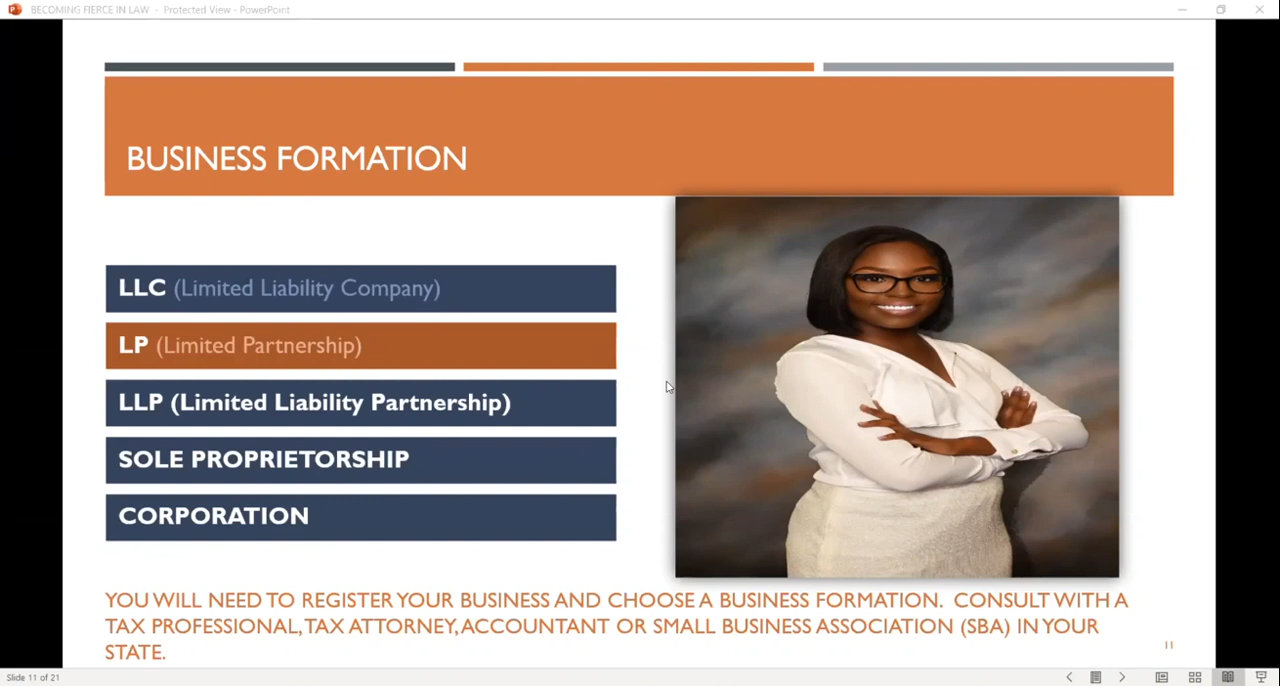 BECOMING FIERCE IN LAW - Protected View - PowerPoint
BUSINESS FORMATION
LLC (Limited Liability Company)
LP (Limited Partnership)
LLP (Limited Liability Partnership)
SOLE PROPRIETORSHIP
CORPORATION
YOU WILL NEED TO REGISTER YOUR BUSINESS AND CHOOSE A BUSINESS FORMATION. CONSULT WITH A
TAX PROFESSIONAL, TAX ATTORNEY, ACCOUNTANT OR SMALL BUSINESS ASSOCIATION (SBA) IN YOUR
STATE.
11
Slide 11 of 21